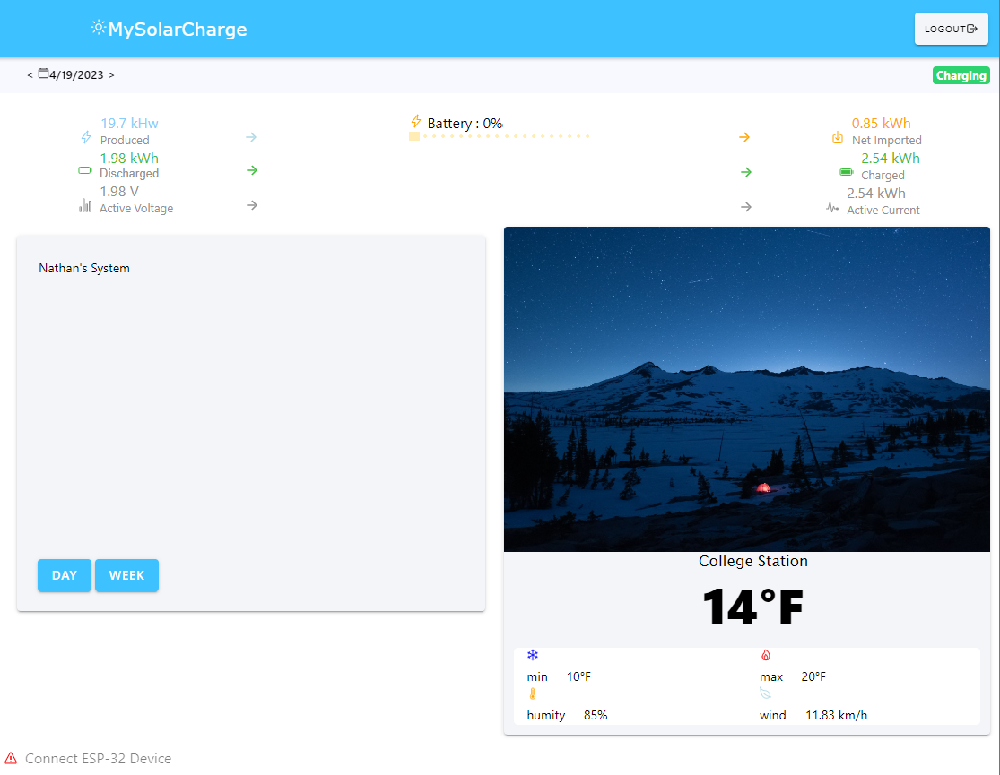 MySolarCharge
LOGOUT
< 4/19/2023 >
Charging
19.7 kHw
Produced
1.98 kWh
Discharged
1.98 V
Active Voltage
Battery : 0%
0.85 kWh
Net Imported
2.54 kWh
Charged
2.54 kWh
Active Current
Nathan's System
DAY WEEK
College Station
14°F
min 10°F
max 20°F
humity 85%
wind 11.83 km/h
Connect ESP-32 Device